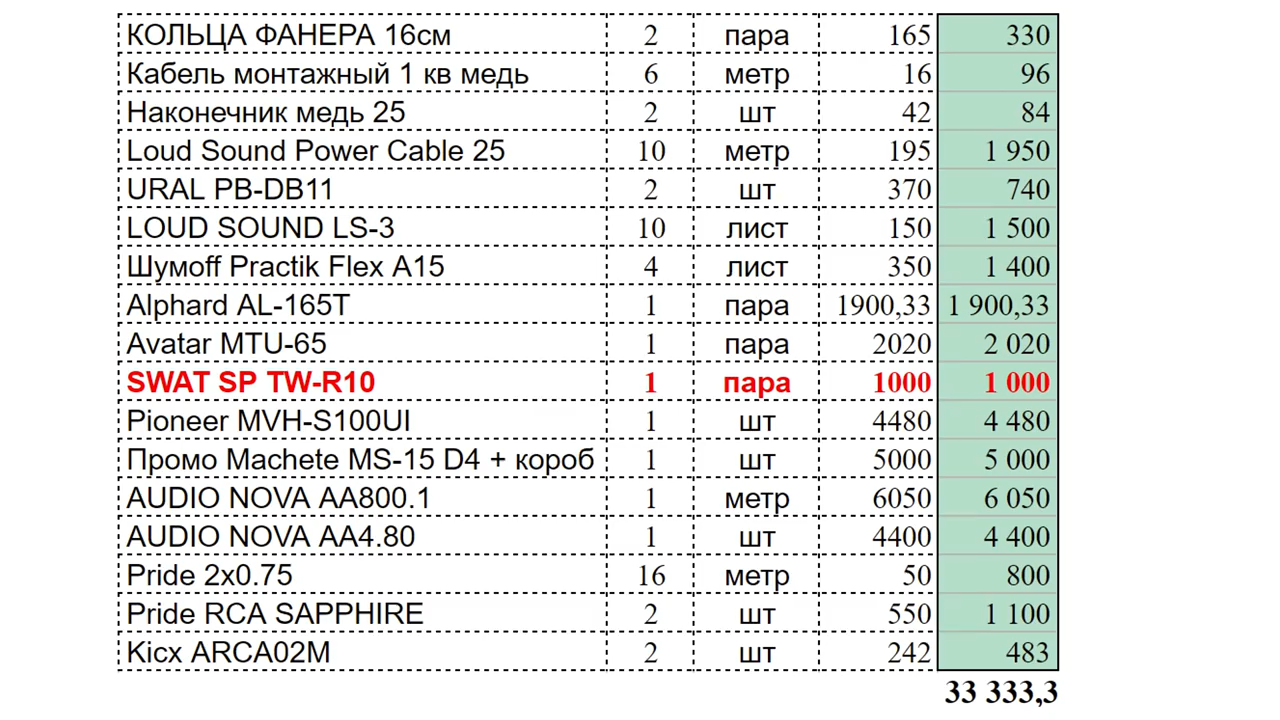 КОЛЬЦА ФАНЕРА 16см 2 пара 165 330
Кабель монтажный 1 кв медь 6 метр 16 96
Наконечник медь 25 2 шт 42 84
Loud Sound Power Cable 25 10 метр 195 1 950
URAL PB-DB11 2 шт 370 740
LOUD SOUND LS-3 10 лист 150 1 500
Шумоff Practik Flex A15 4 лист 350 1 400
Alphard AL-165T 1 пара 1900,33 1 900,33
Avatar MTU-65 1 пара 2020 2 020
SWAT SP TW-R10 1 пара 1000 1 000
Pioneer MVH-S100UI 1 шт 4480 4 480
Промо Machete MS-15 D4 + короб 1 шт 5000 5 000
AUDIO NOVA AA800.1 1 метр 6050 6 050
AUDIO NOVA AA4.80 1 шт 4400 4 400
Pride 2x0.75 16 метр 50 800
Pride RCA SAPPHIRE 2 шт 550 1 100
Kicx ARCA02M 2 шт 242 483
33 333,3